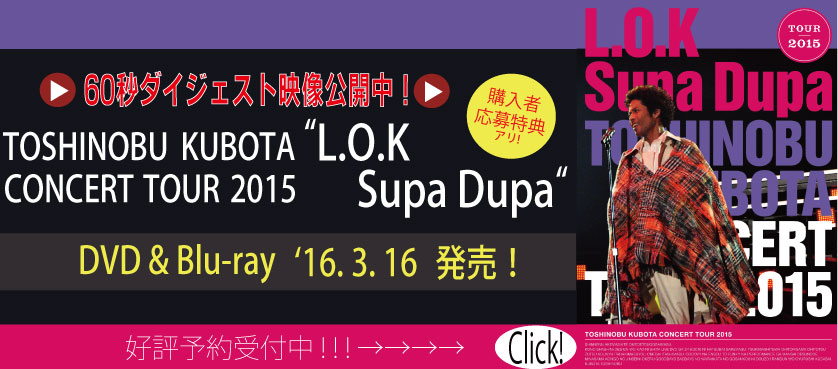 60秒ダイジェスト映像公開中！
購入者
応募特典
アリ!
TOSHINOBU KUBOTA “L.O.K
CONCERT TOUR 2015 Supa Dupa“
DVD & Blu-ray ‘16. 3. 16 発売！
好評予約受付中!!!→→→→
Click!
TOUR
2015
L.O.K
Supa Dupa
TOSHINOBU
KUBOTA
CERT
2015
TOSHINOBU KUBOTA CONCERT TOUR 2015